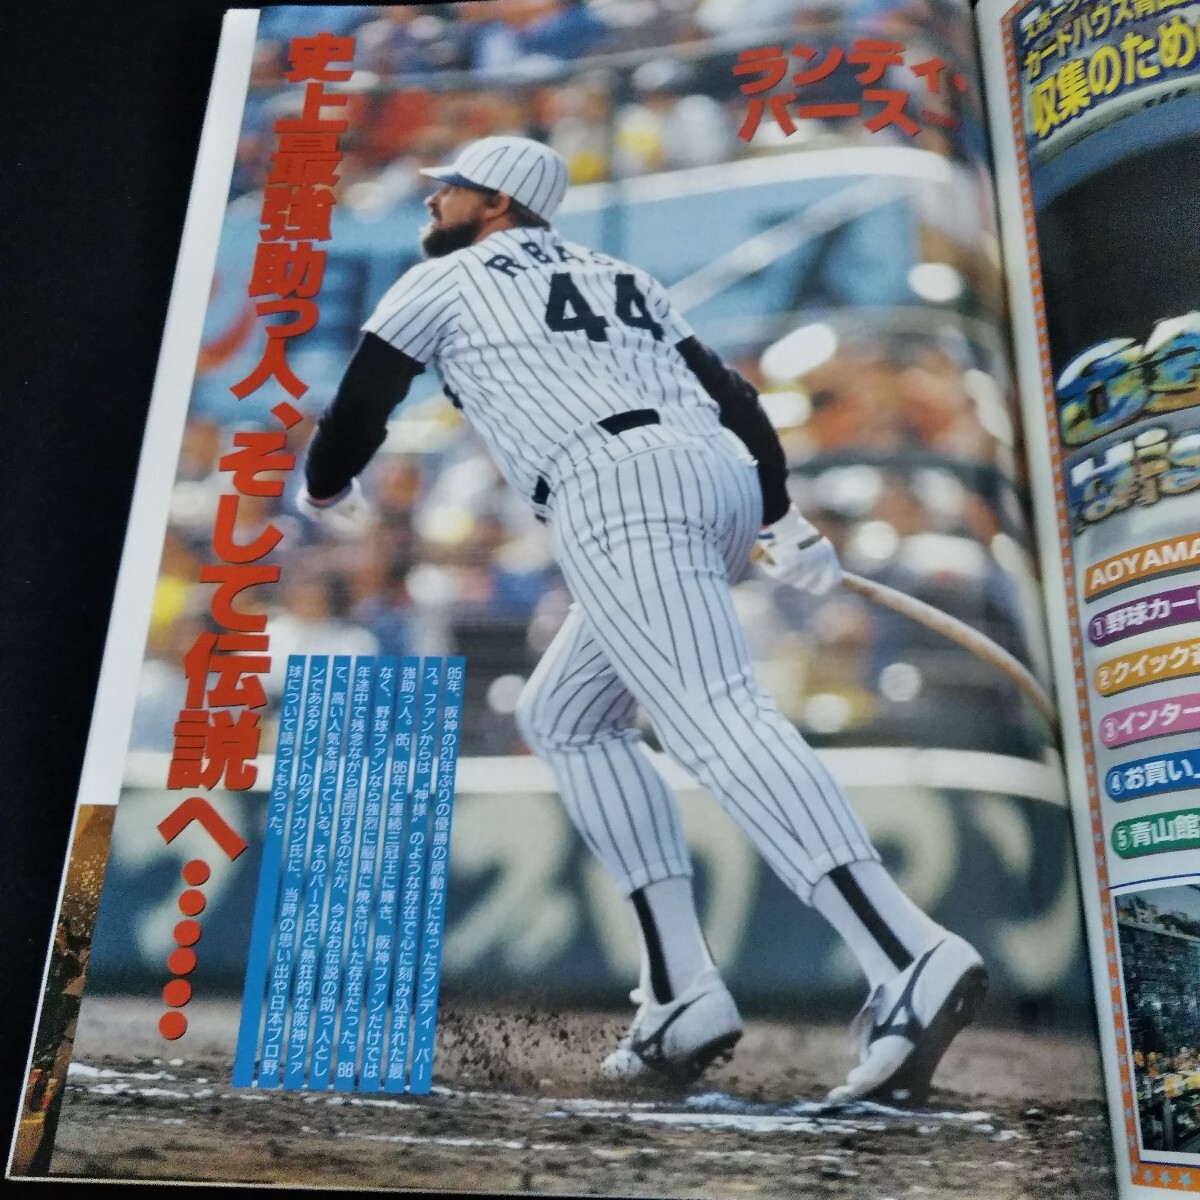 史上最強助っ人、そして伝説へ……
ランディ、
バース
44
85年、阪神の21年ぶりの優勝の原動力になったランディ・バー
ス。ファンからは“神様”のような存在で心に刻み込まれた最
強助っ人。85、86年と連続三冠王に輝き、阪神ファンだけでは
なく、野球ファンなら強烈に脳裏に焼き付いた存在だった。88
年途中で残念ながら退団するのだが、今なお伝説の助っ人とし
て、高い人気を誇っている。そのバース氏と熱狂的な阪神ファ
ンであるタレントのダンカン氏に、当時の思い出や日本プロ野
球について語ってもらった。
スポーツ
カードハウス青山
収集のため
His
AOYAMA
①野球カー
②クイック
③インター
④お買い
⑤青山館